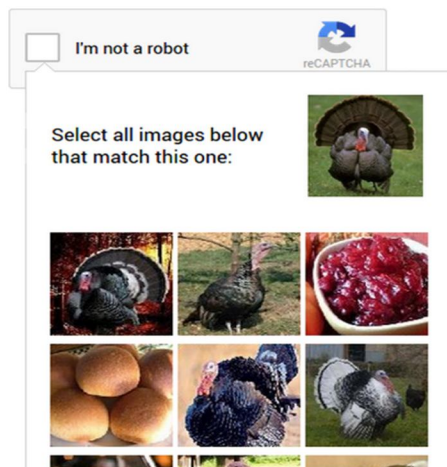 I'm not a robot
reCAPTCHA
Select all images below
that match this one: